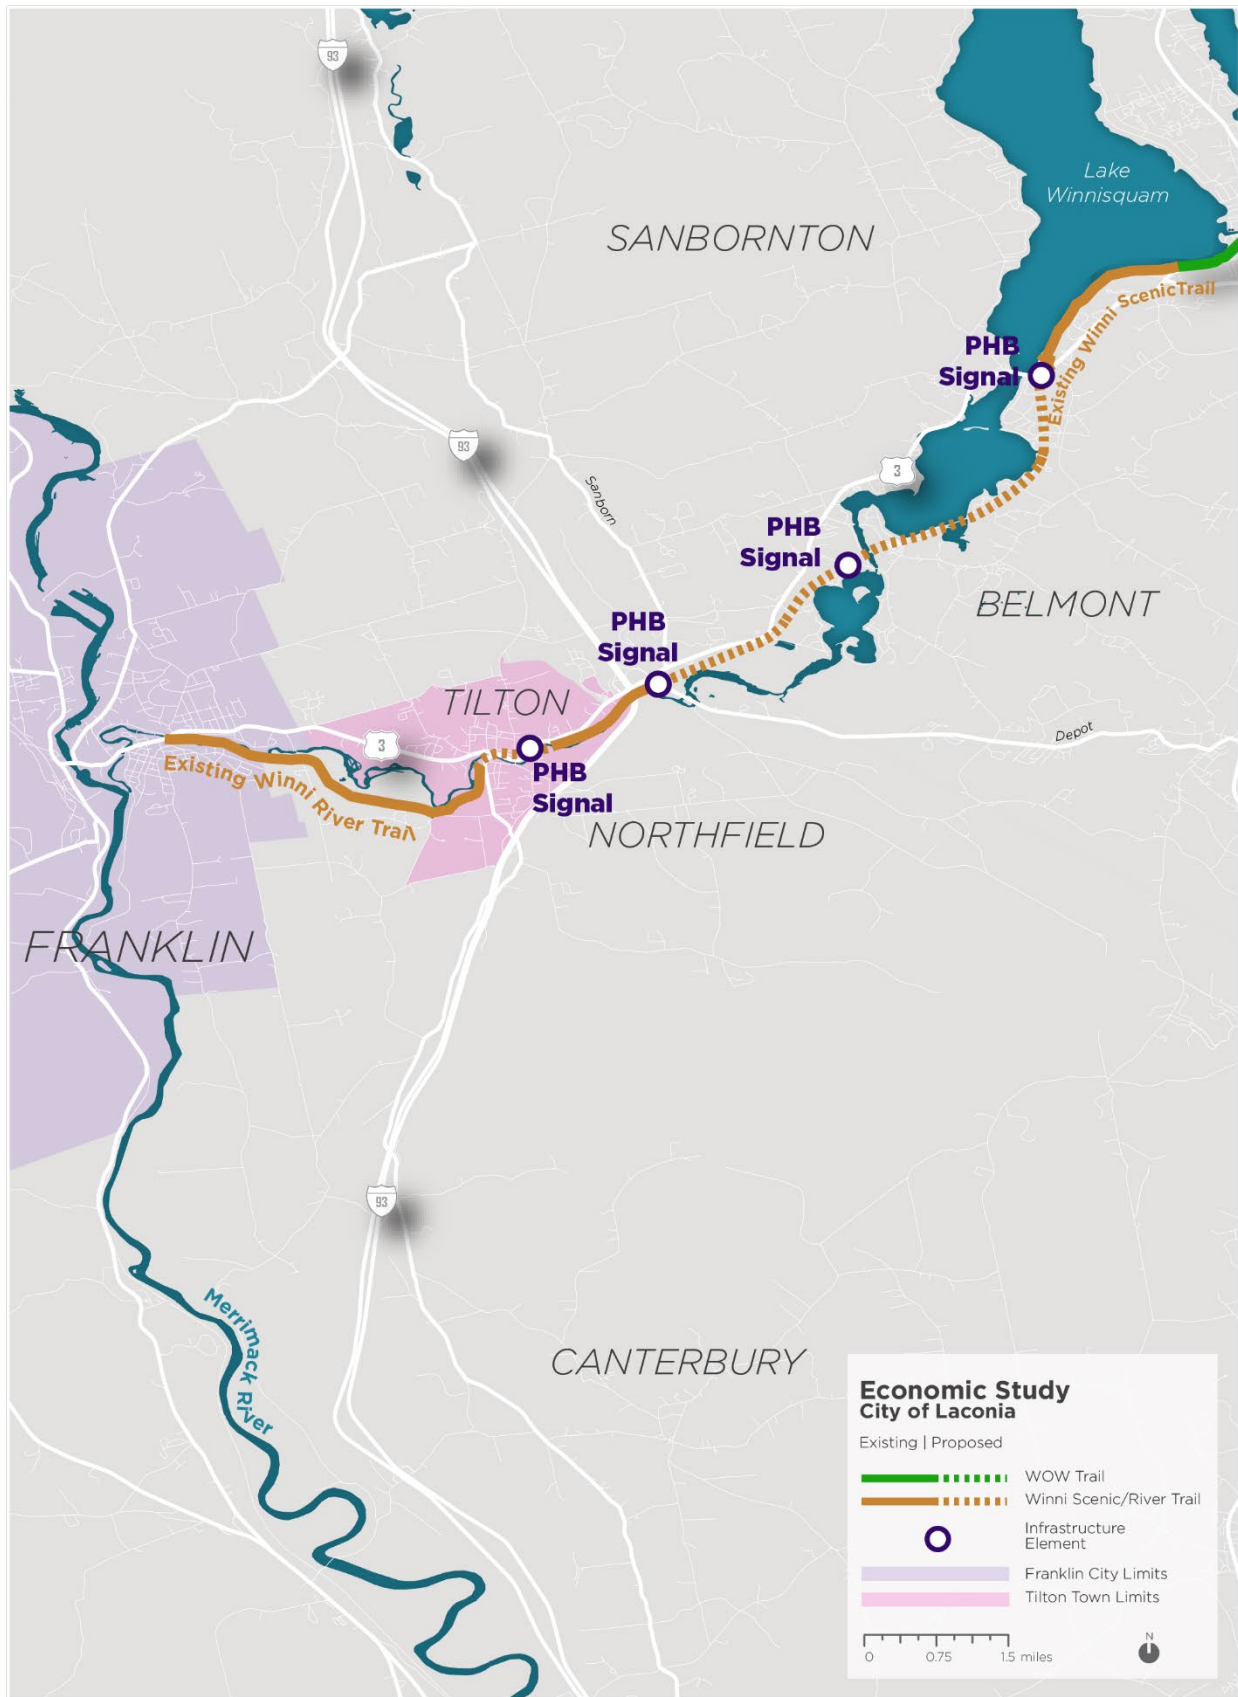 93
Lake
Winnisquam
SANBORNTON
Existing Winni Scenic Trail
PHB
Signal
93
3
Sanborn
PHB
Signal
BELMONT
PHB
Signal
TILTON
3
Depot
Existing Winni River Trail
PHB
Signal
NORTHFIELD
FRANKLIN
93
Merrimack River
CANTERBURY
Economic Study
City of Laconia
Existing | Proposed
WOW Trail
Winni Scenic/River Trail
Infrastructure
Element
Franklin City Limits
Tilton Town Limits
N
0 0.75 1.5 miles